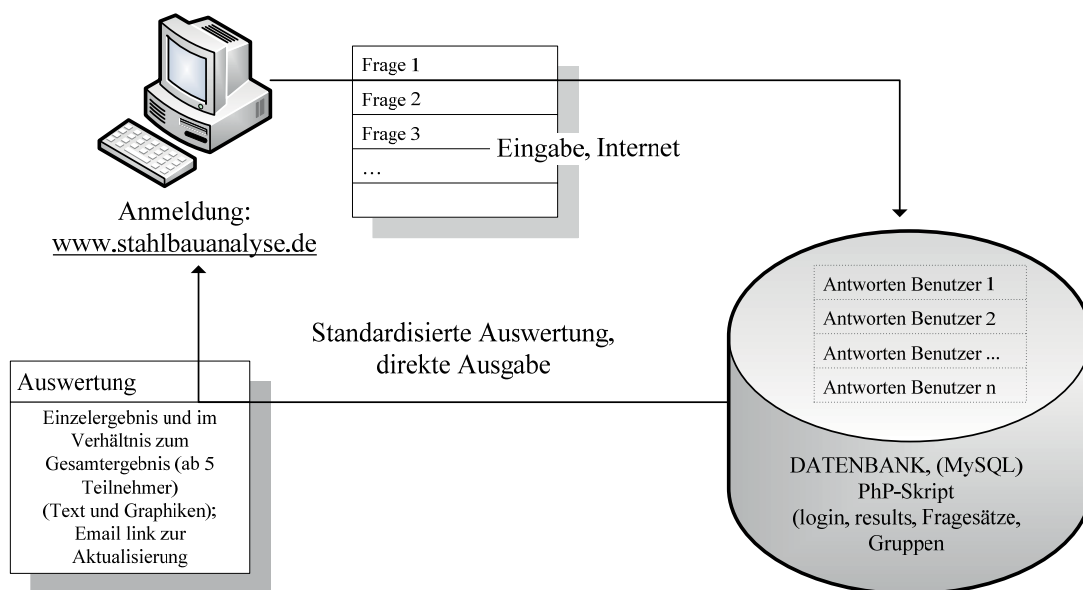 Frage 1
Frage 2
Frage 3
…
Eingabe, Internet
Anmeldung:
www.stahlbauanalyse.de
Antworten Benutzer 1
Antworten Benutzer 2
Antworten Benutzer ...
Antworten Benutzer n
DATENBANK, (MySQL)
PhP-Skript
(login, results, Fragesätze,
Gruppen
Standardisierte Auswertung,
direkte Ausgabe
Auswertung
Einzelergebnis und im
Verhältnis zum
Gesamtergebnis (ab 5
Teilnehmer)
(Text und Graphiken);
Email link zur
Aktualisierung